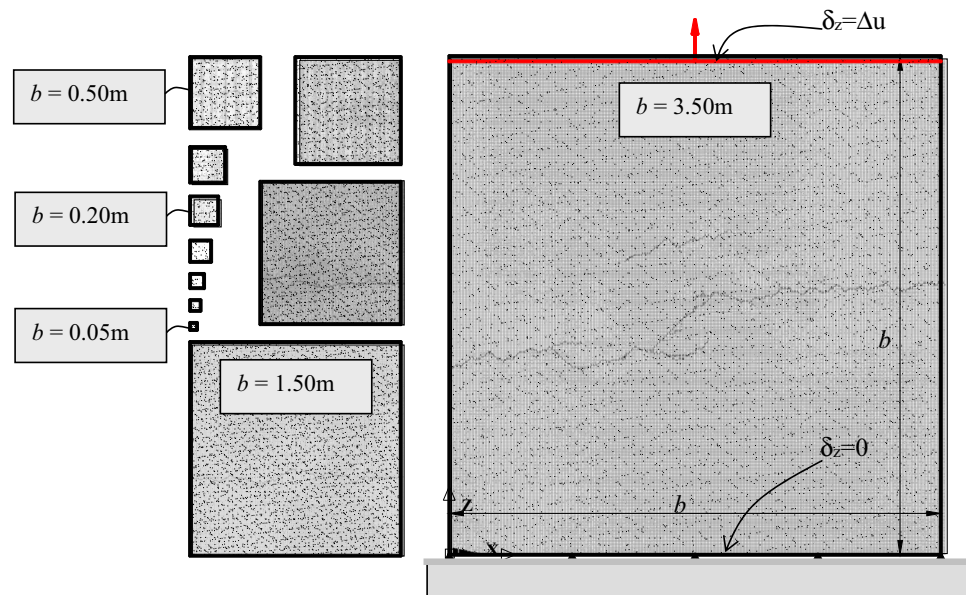 δz=Δu
b = 0.50m
b = 3.50m
b = 0.20m
b = 0.05m
b
b = 1.50m
δz=0
z
b
x